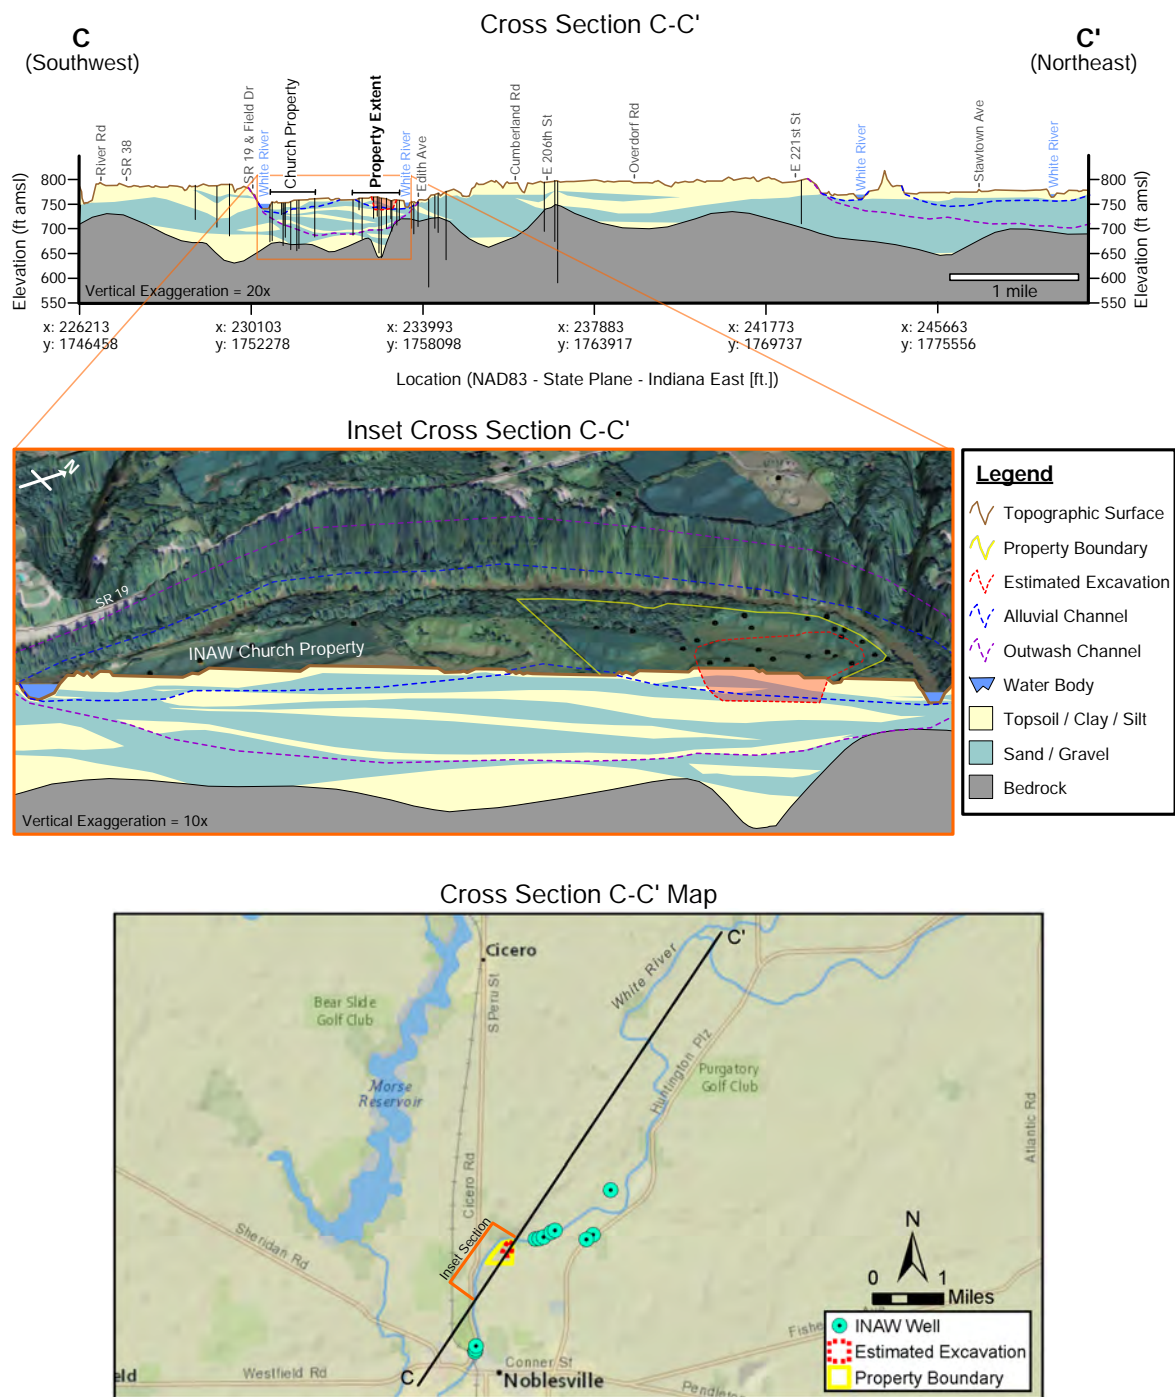 Cross Section C-C'
C
(Southwest)
C'
(Northeast)
River Rd
SR 38
SR 19 & Field Dr
White River
Church Property
Property Extent
White River
Edith Ave
Cumberland Rd
E 206th St
Overdorf Rd
E 221st St
White River
Stawtown Ave
White River
Elevation (ft amsl)
800
750
700
650
600
550
800
750
700
650
600
550
Elevation (ft amsl)
Vertical Exaggeration = 20x
1 mile
x: 226213
y: 1746458
x: 230103
y: 1752278
x: 233993
y: 1758098
x: 237883
y: 1763917
x: 241773
y: 1769737
x: 245663
y: 1775556
Location (NAD83 - State Plane - Indiana East [ft.])
Inset Cross Section C-C'
N
SR 19
INAW Church Property
Vertical Exaggeration = 10x
Legend
Topographic Surface
Property Boundary
Estimated Excavation
Alluvial Channel
Outwash Channel
Water Body
Topsoil / Clay / Silt
Sand / Gravel
Bedrock
Cross Section C-C' Map
Cicero
S Peru St
White River
C'
Bear Slide
Golf Club
Morse
Reservoir
Huntington Plz
Purgatory
Golf Club
Atlantic Rd
Cicero Rd
Inset Section
Sheridan Rd
N
0 1
Miles
INAW Well
Estimated Excavation
Property Boundary
Westfield Rd
C
Conner St
Noblesville